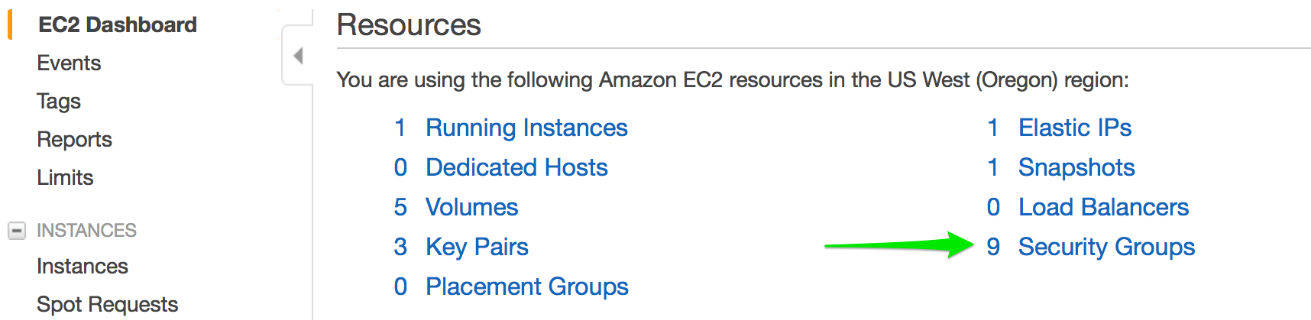 EC2 Dashboard
Events
Tags
Reports
Limits
INSTANCES
Instances
Spot Requests
Resources
You are using the following Amazon EC2 resources in the US West (Oregon) region:
1 Running Instances
0 Dedicated Hosts
5 Volumes
3 Key Pairs
0 Placement Groups
1 Elastic IPs
1 Snapshots
0 Load Balancers
9 Security Groups